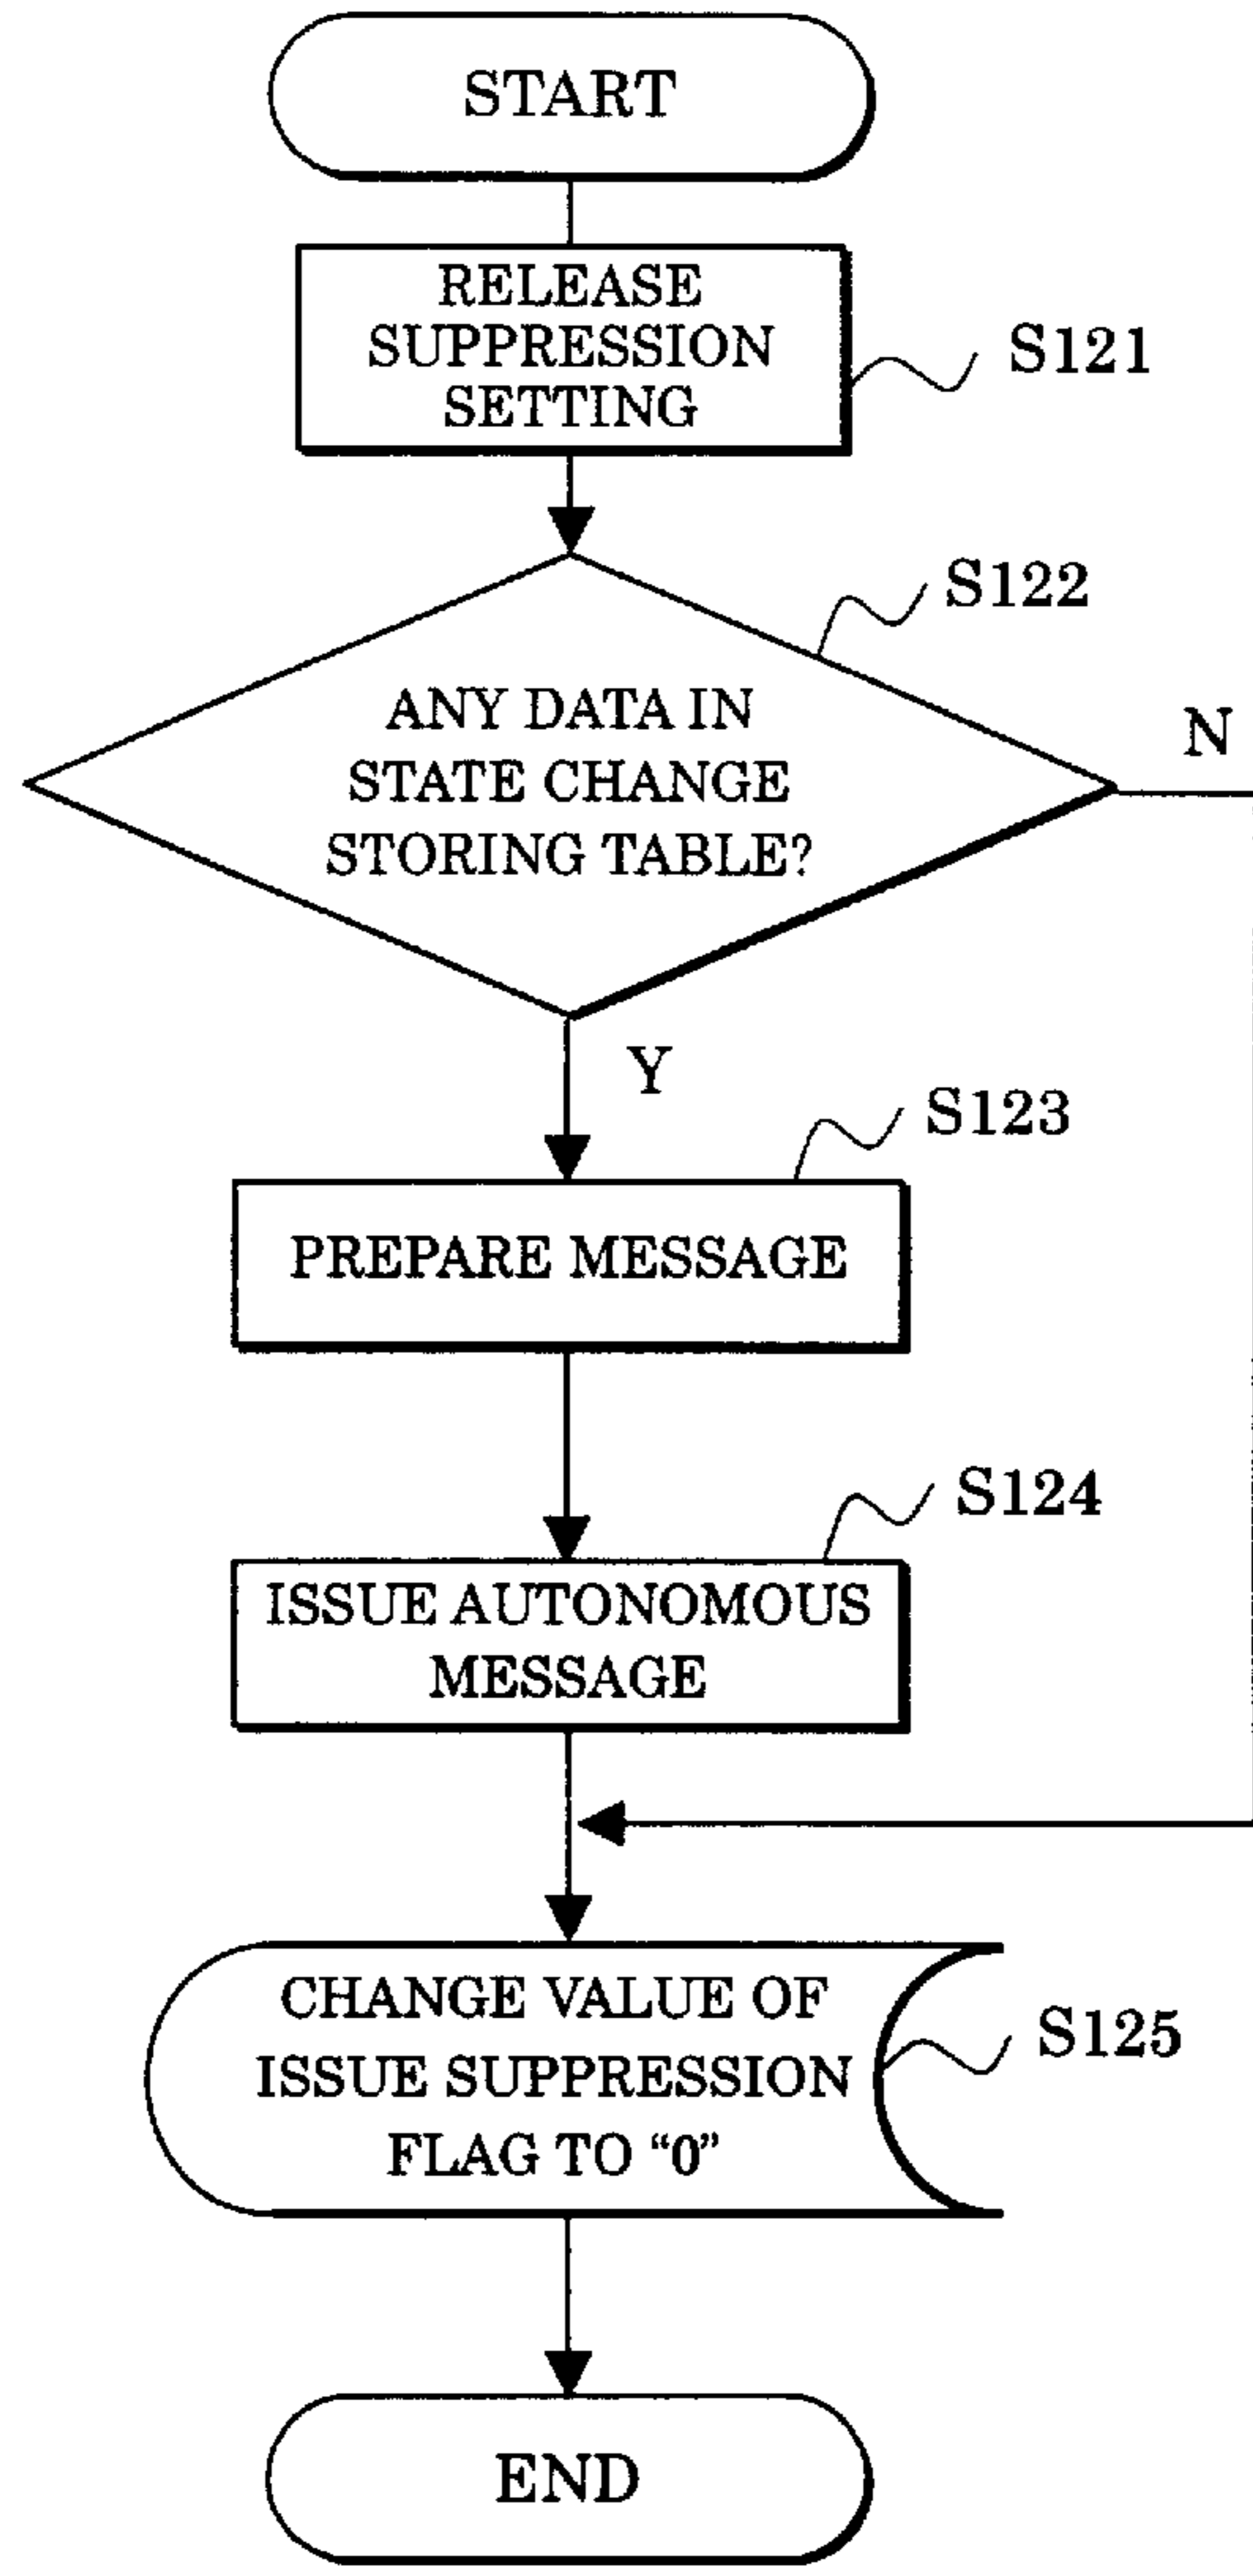 START
RELEASE
SUPPRESSION
SETTING
S121
S122
ANY DATA IN
STATE CHANGE
STORING TABLE?
N
Y
S123
PREPARE MESSAGE
S124
ISSUE AUTONOMOUS
MESSAGE
CHANGE VALUE OF
ISSUE SUPPRESSION
FLAG TO “0”
S125
END